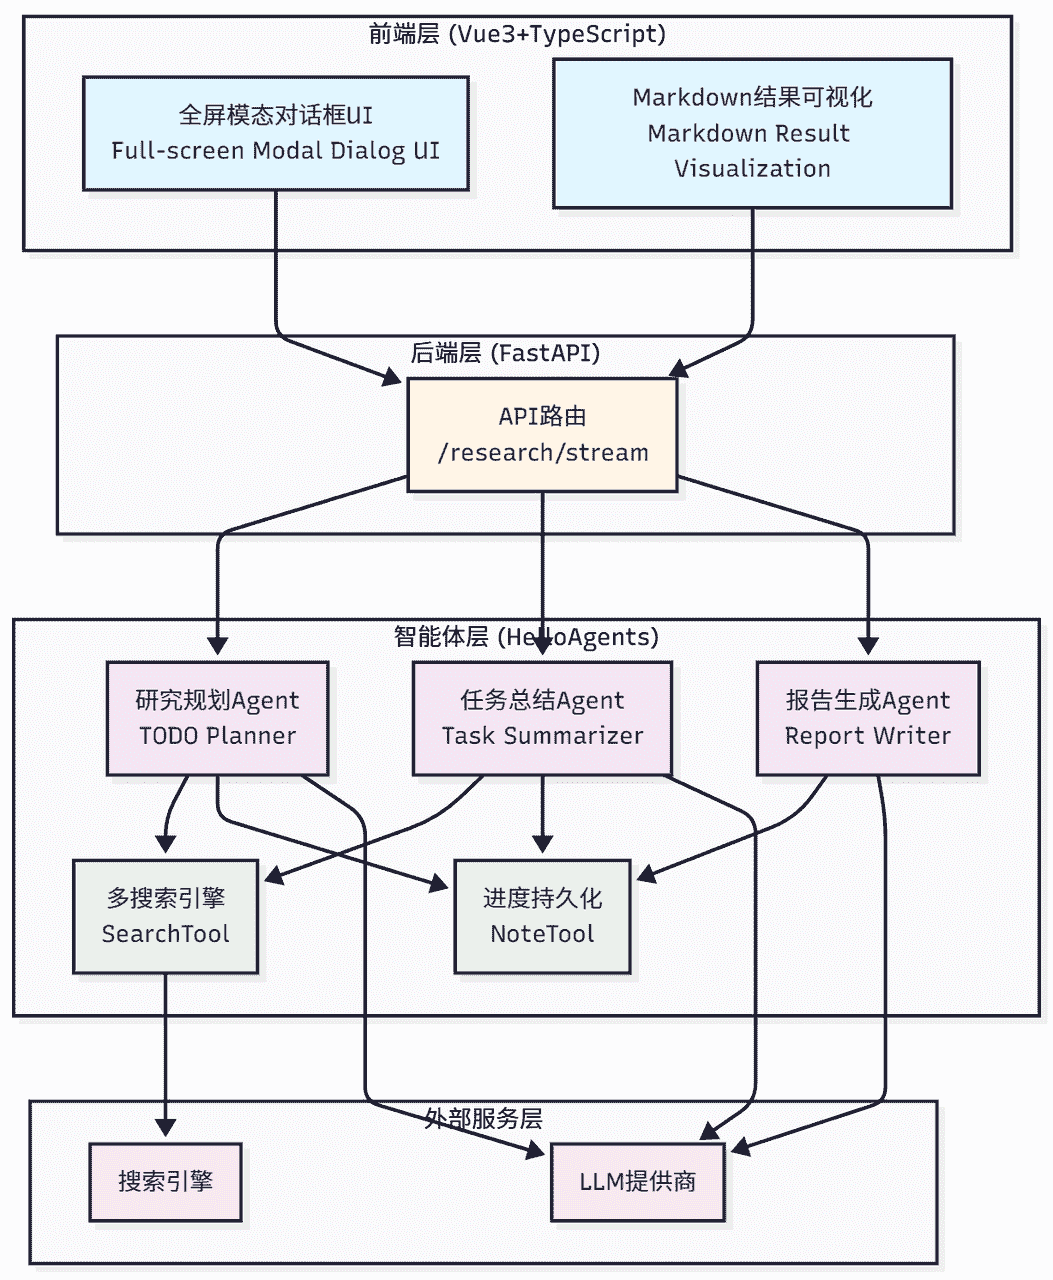 前端层 (Vue3+TypeScript)
全屏模态对话框UI
Full-screen Modal Dialog UI
Markdown结果可视化
Markdown Result
Visualization
后端层 (FastAPI)
API路由
/research/stream
智能体层 (HelloAgents)
研究规划Agent
TODO Planner
任务总结Agent
Task Summarizer
报告生成Agent
Report Writer
多搜索引擎
SearchTool
进度持久化
NoteTool
外部服务层
搜索引擎
LLM提供商